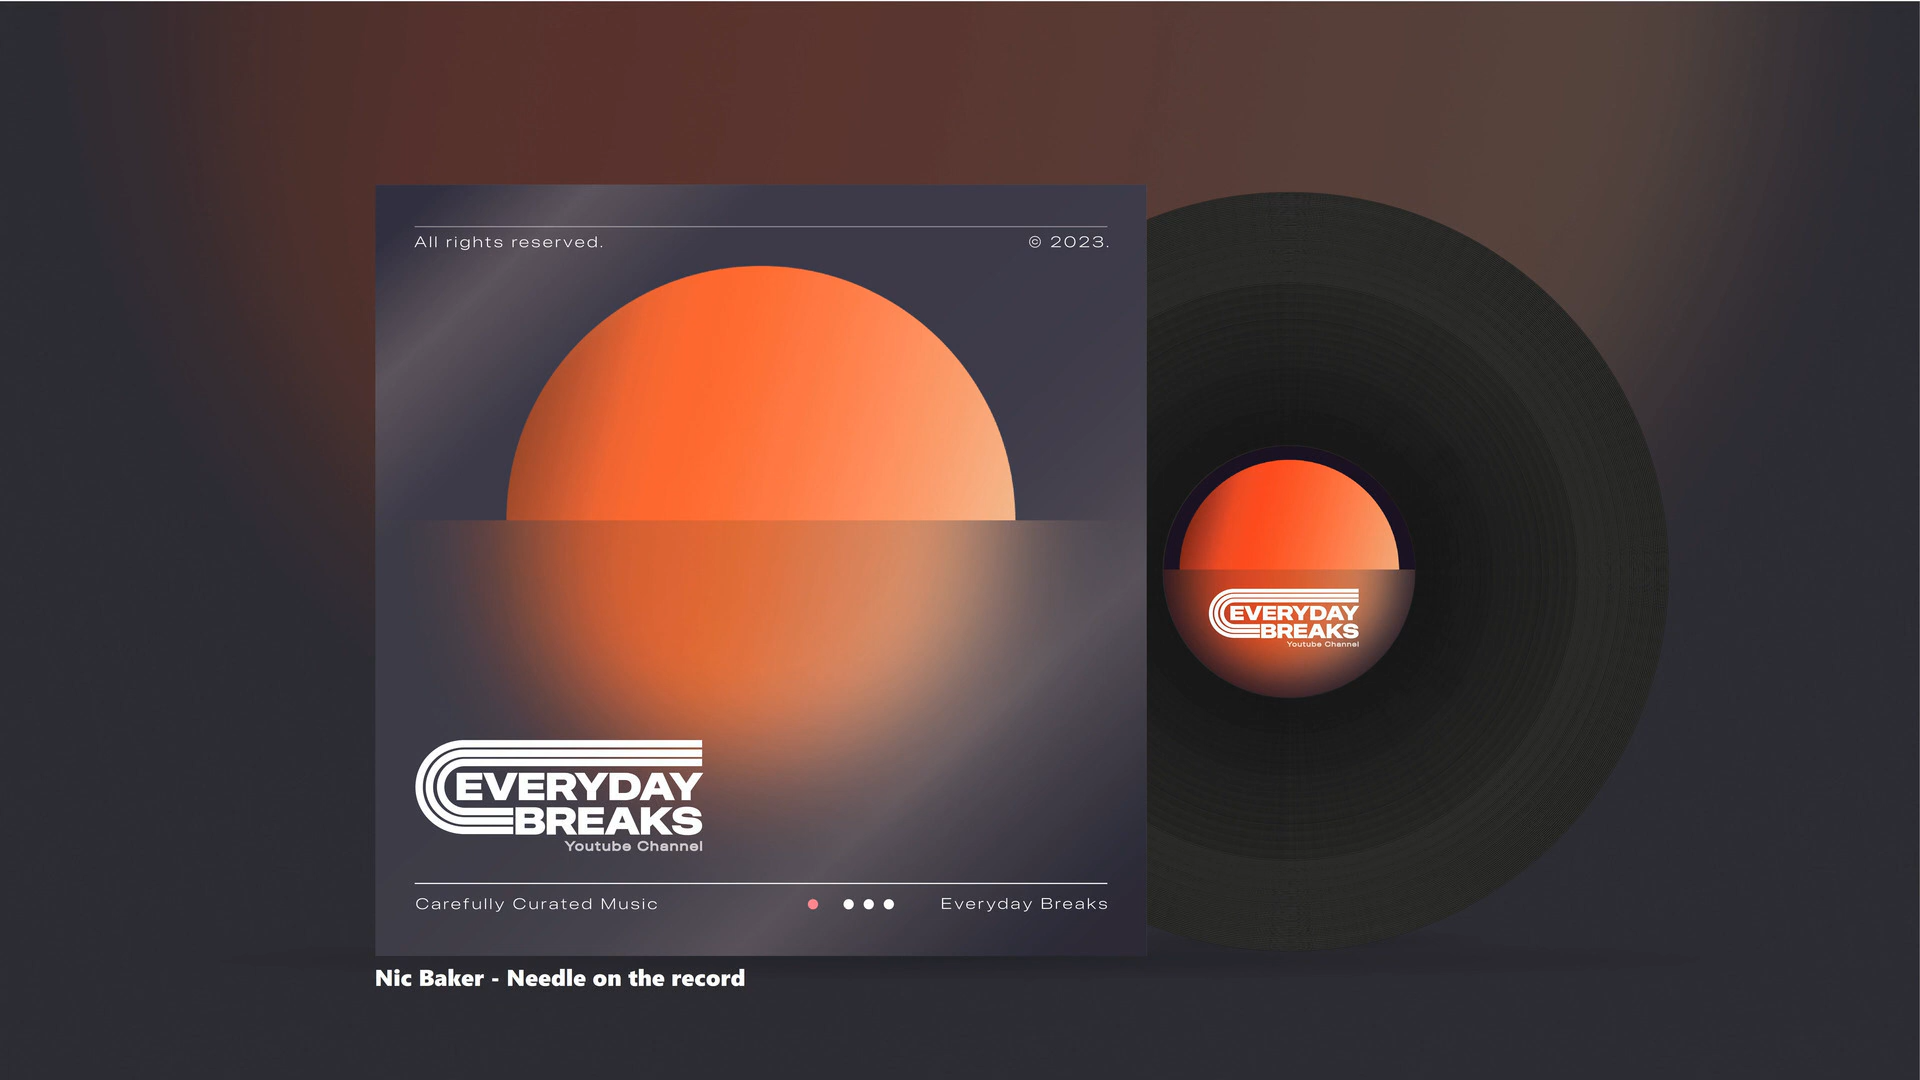 All rights reserved.
© 2023.
EVERYDAY
BREAKS
Youtube Channel
EVERYDAY
BREAKS
Youtube Channel
Carefully Curated Music
Everyday Breaks
Nic Baker - Needle on the record